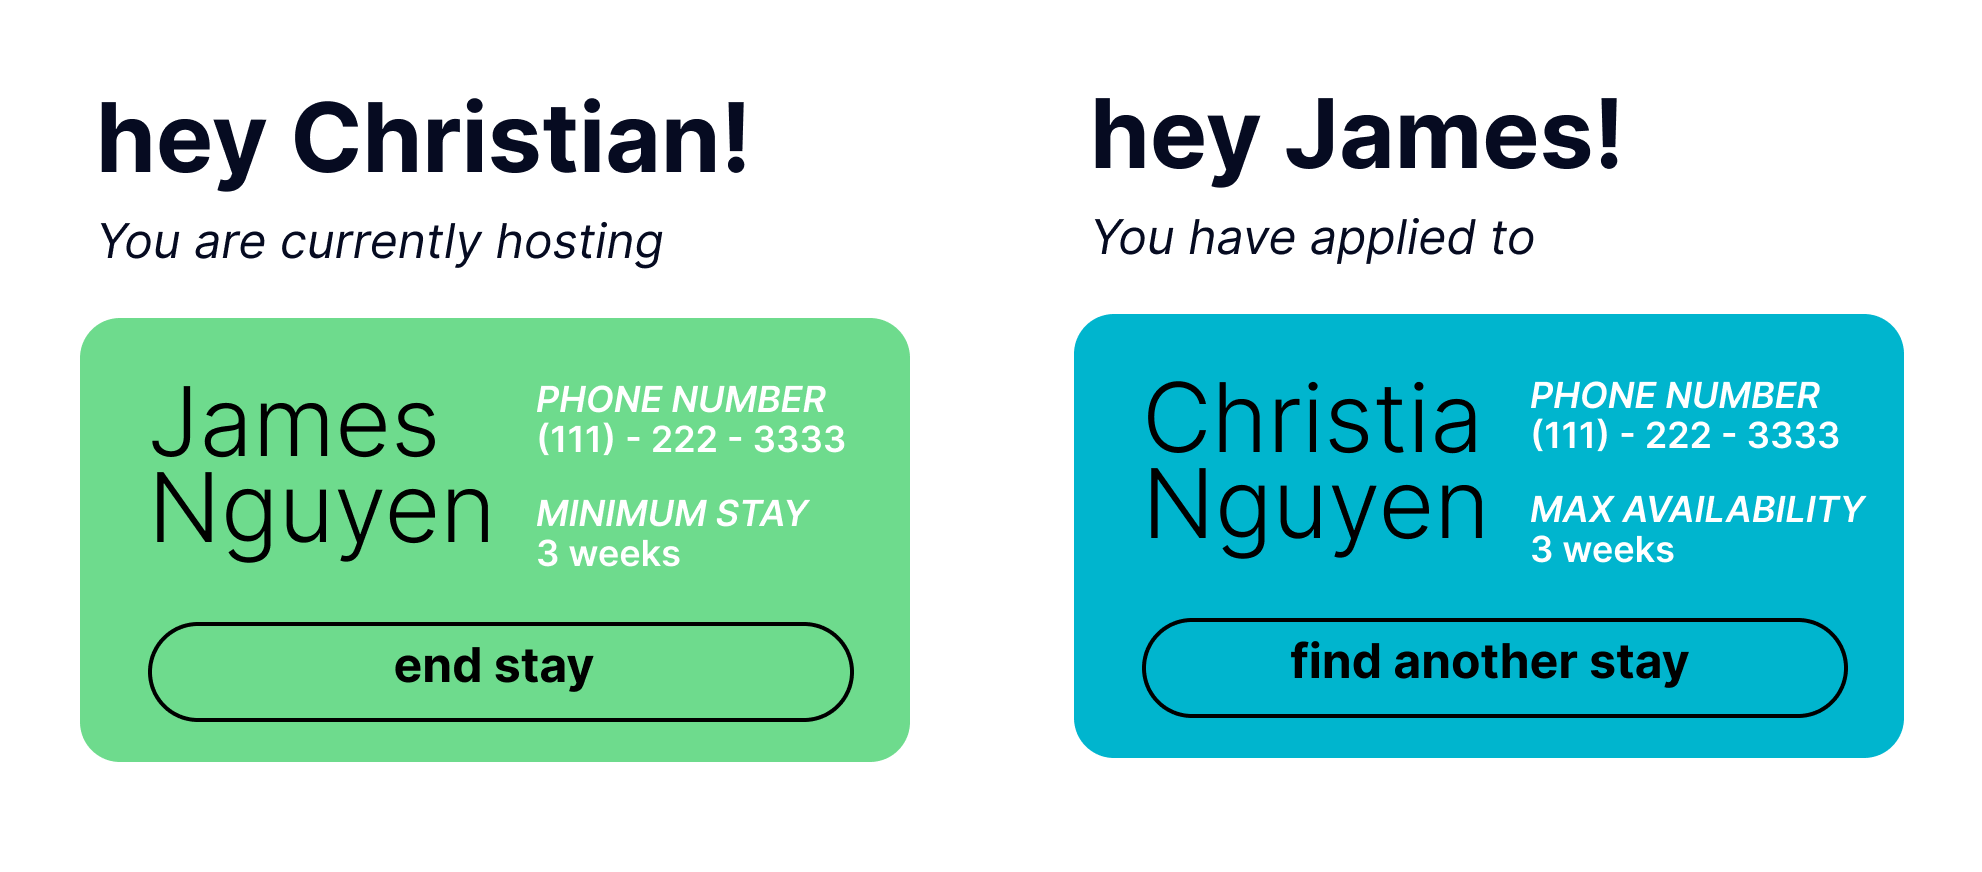 hey Christian!
You are currently hosting
James
Nguyen
PHONE NUMBER
(111) - 222 - 3333
MINIMUM STAY
3 weeks
end stay
hey James!
You have applied to
Christia
Nguyen
PHONE NUMBER
(111) - 222 - 3333
MAX AVAILABILITY
3 weeks
find another stay